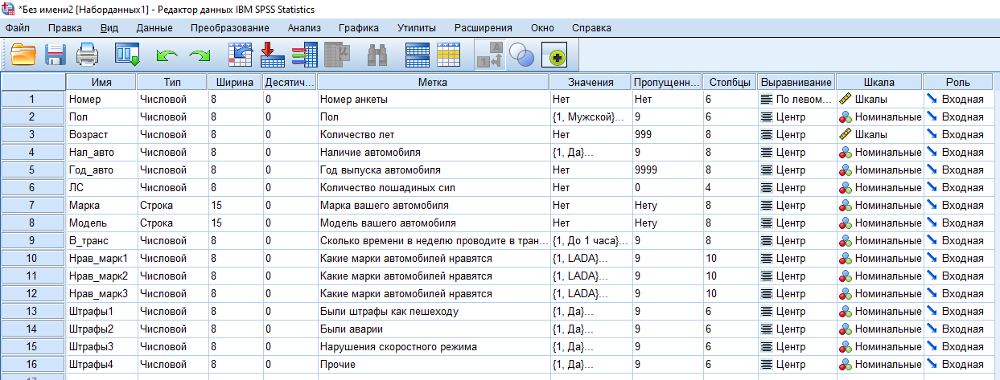 *Без имени2 [Наборданных1] - Редактор данных IBM SPSS Statistics
Файл Правка Вид Данные Преобразование Анализ Графика Утилиты Расширения Окно Справка
Имя Тип Ширина Десятич... Метка Значения Пропущенн... Столбцы Выравнивание Шкала Роль
1 Номер Числовой 8 0 Номер анкеты Нет Нет 6 По левом... Шкалы Входная
2 Пол Числовой 8 0 Пол {1, Мужской}... 9 6 Центр Номинальные Входная
3 Возраст Числовой 8 0 Количество лет Нет 999 8 Центр Шкалы Входная
4 Нал_авто Числовой 8 0 Наличие автомобиля {1, Да}... 9 8 Центр Номинальные Входная
5 Год_авто Числовой 8 0 Год выпуска автомобиля Нет 9999 8 Центр Номинальные Входная
6 ЛС Числовой 8 0 Количество лошадиных сил Нет 0 4 Центр Номинальные Входная
7 Марка Строка 15 0 Марка вашего автомобиля Нет Нету 8 Центр Номинальные Входная
8 Модель Строка 15 0 Модель вашего автомобиля Нет Нету 8 Центр Номинальные Входная
9 В_транс Числовой 8 0 Сколько времени в неделю проводите в тран... {1, До 1 часа}... 9 8 Центр Номинальные Входная
10 Нрав_марк1 Числовой 8 0 Какие марки автомобилей нравятся {1, LADA}... 9 10 Центр Номинальные Входная
11 Нрав_марк2 Числовой 8 0 Какие марки автомобилей нравятся {1, LADA}... 9 10 Центр Номинальные Входная
12 Нрав_марк3 Числовой 8 0 Какие марки автомобилей нравятся {1, LADA}... 9 10 Центр Номинальные Входная
13 Штрафы1 Числовой 8 0 Были штрафы как пешеходу {1, Да}... 9 6 Центр Номинальные Входная
14 Штрафы2 Числовой 8 0 Были аварии {1, Да}... 9 6 Центр Номинальные Входная
15 Штрафы3 Числовой 8 0 Нарушения скоростного режима {1, Да}... 9 6 Центр Номинальные Входная
16 Штрафы4 Числовой 8 0 Прочие {1, Да}... 9 6 Центр Номинальные Входная